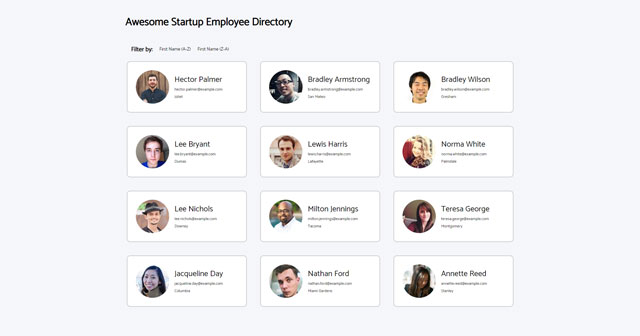 Awesome Startup Employee Directory
Filter by: First Name (A-Z) First Name (Z-A)
Hector Palmer
hector.palmer@example.com
Joliet
Bradley Armstrong
bradley.armstrong@example.com
San Mateo
Bradley Wilson
bradley.wilson@example.com
Gresham
Lee Bryant
lee.bryant@example.com
Dumas
Lewis Harris
lewis.harris@example.com
Lafayette
Norma White
norma.white@example.com
Palmdale
Lee Nichols
lee.nichols@example.com
Downey
Milton Jennings
milton.jennings@example.com
Tacoma
Teresa George
teresa.george@example.com
Montgomery
Jacqueline Day
jacqueline.day@example.com
Columbia
Nathan Ford
nathan.ford@example.com
Miami Gardens
Annette Reed
annette.reed@example.com
Stanley